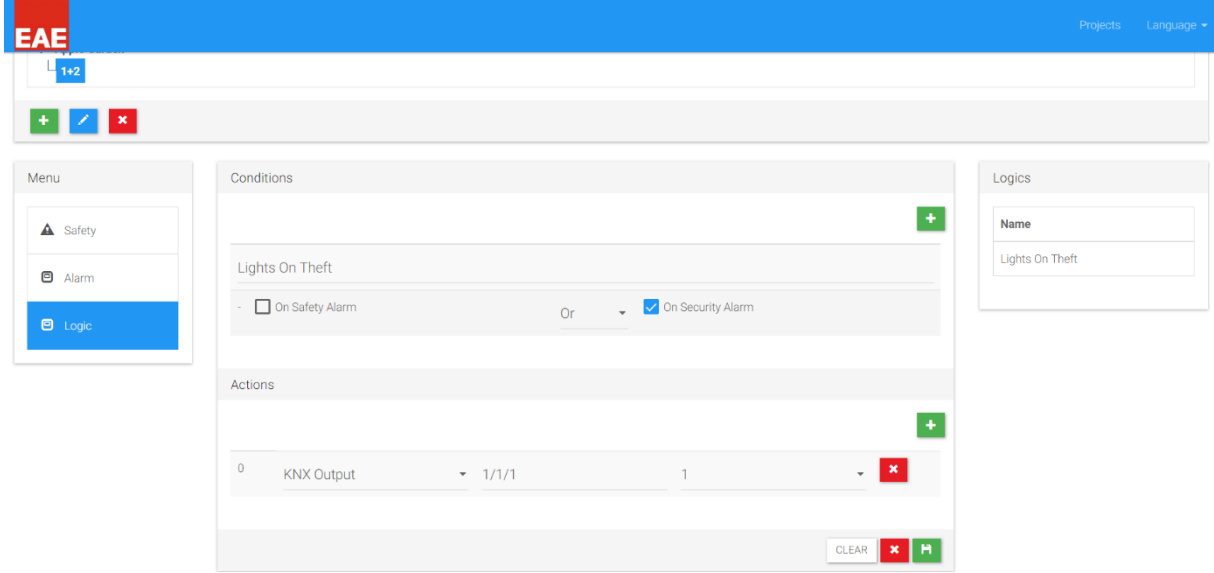 EAE
Projects
Language
1+2
Menu
Conditions
Logics
Safety
Alarm
Logic
Lights On Theft
- On Safety Alarm
Or
On Security Alarm
Name
Lights On Theft
Actions
0
KNX Output
1/1/1
1
CLEAR